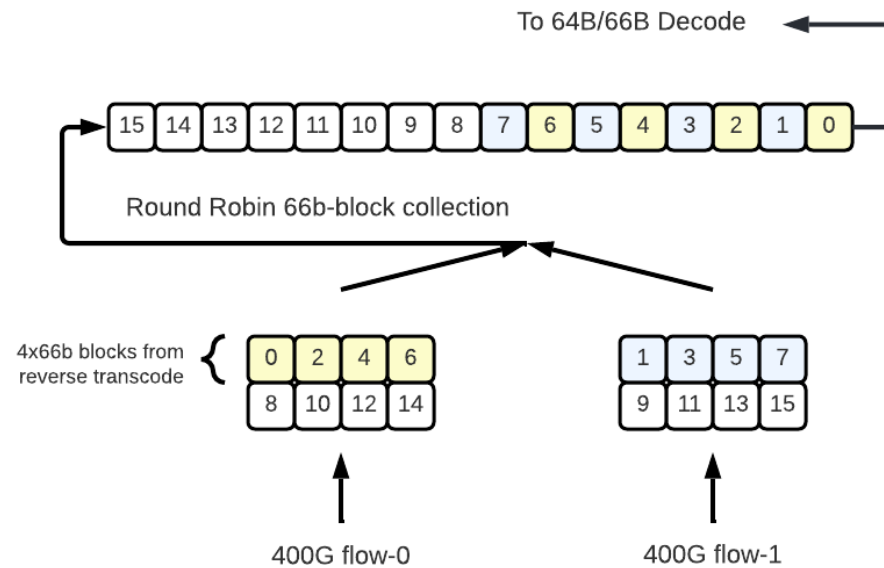 To 64B/66B Decode
15 14 13 12 11 10 9 8 7 6 5 4 3 2 1 0
Round Robin 66b-block collection
4x66b blocks from
reverse transcode
0 2 4 6
8 10 12 14
1 3 5 7
9 11 13 15
400G flow-0
400G flow-1